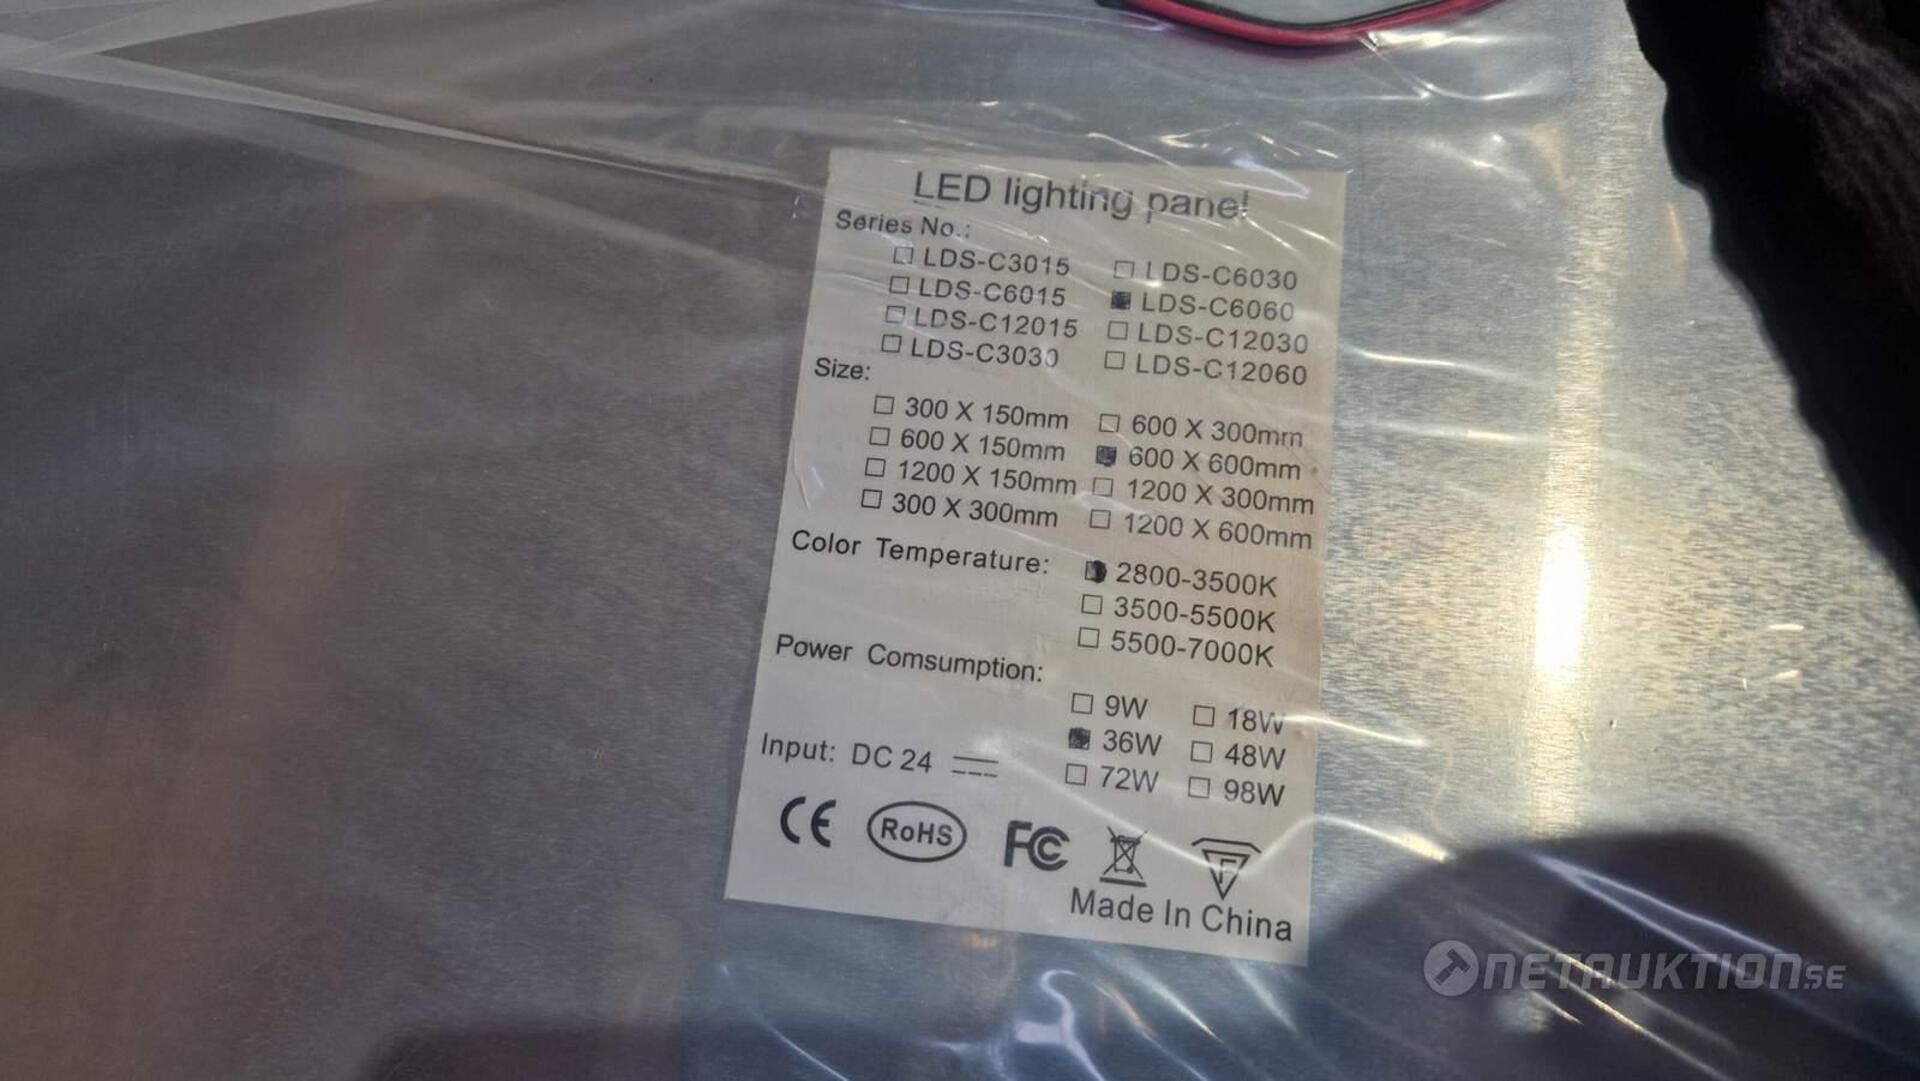 LED lighting panel
Series No.:
☐ LDS-C3015 ☐ LDS-C6030
☐ LDS-C6015 ■ LDS-C6060
☐ LDS-C12015 ☐ LDS-C12030
☐ LDS-C3030 ☐ LDS-C12060
Size:
☐ 300 X 150mm ☐ 600 X 300mm
☐ 600 X 150mm ■ 600 X 600mm
☐ 1200 X 150mm ☐ 1200 X 300mm
☐ 300 X 300mm ☐ 1200 X 600mm
Color Temperature: ■ 2800-3500K
☐ 3500-5500K
☐ 5500-7000K
Power Comsumption:
☐ 9W ☐ 18W
■ 36W ☐ 48W
☐ 72W ☐ 98W
Input: DC 24
CE RoHS FC F
Made In China
NETAUKTION.SE